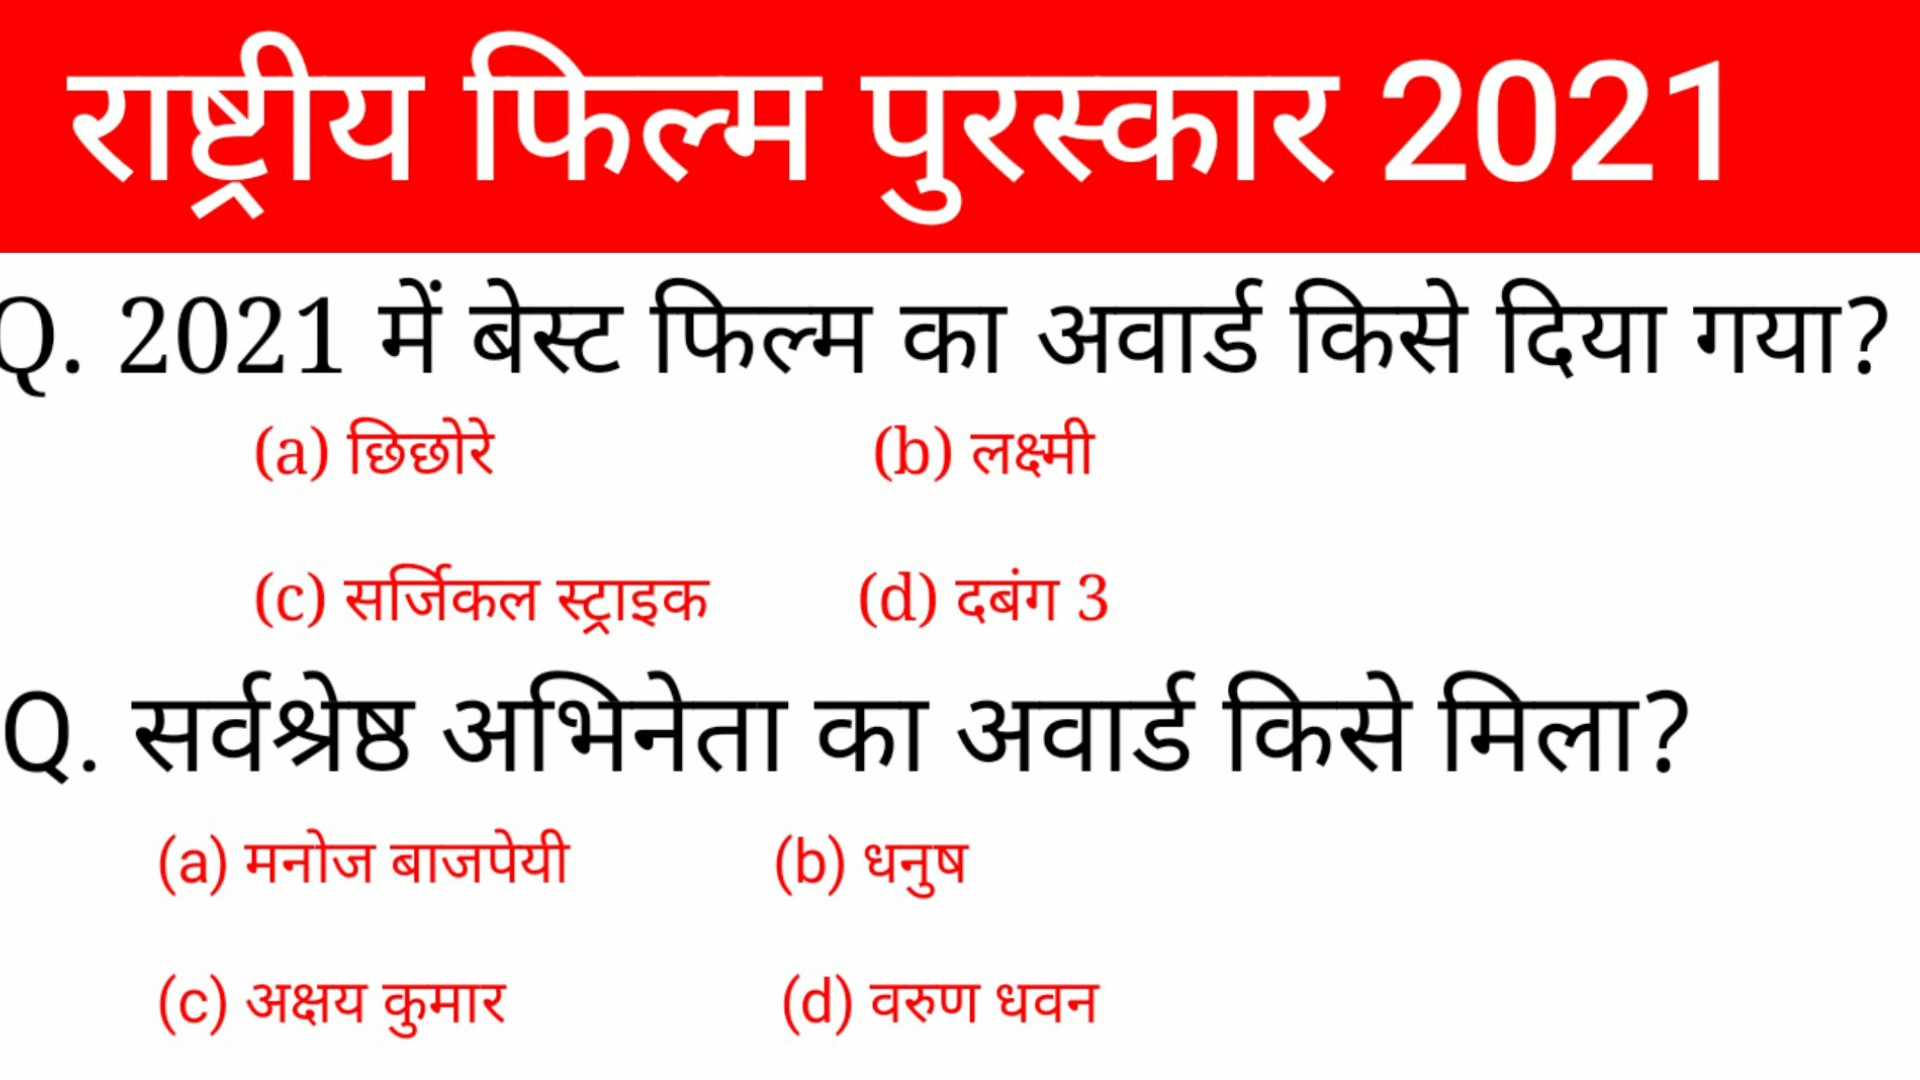 राष्ट्रीय फिल्म पुरस्कार 2021
Q. 2021 में बेस्ट फिल्म का अवार्ड किसे दिया गया?
(a) छिछोरे (b) लक्ष्मी
(c) सर्जिकल स्ट्राइक (d) दबंग 3
Q. सर्वश्रेष्ठ अभिनेता का अवार्ड किसे मिला?
(a) मनोज बाजपेयी (b) धनुष
(c) अक्षय कुमार (d) वरुण धवन